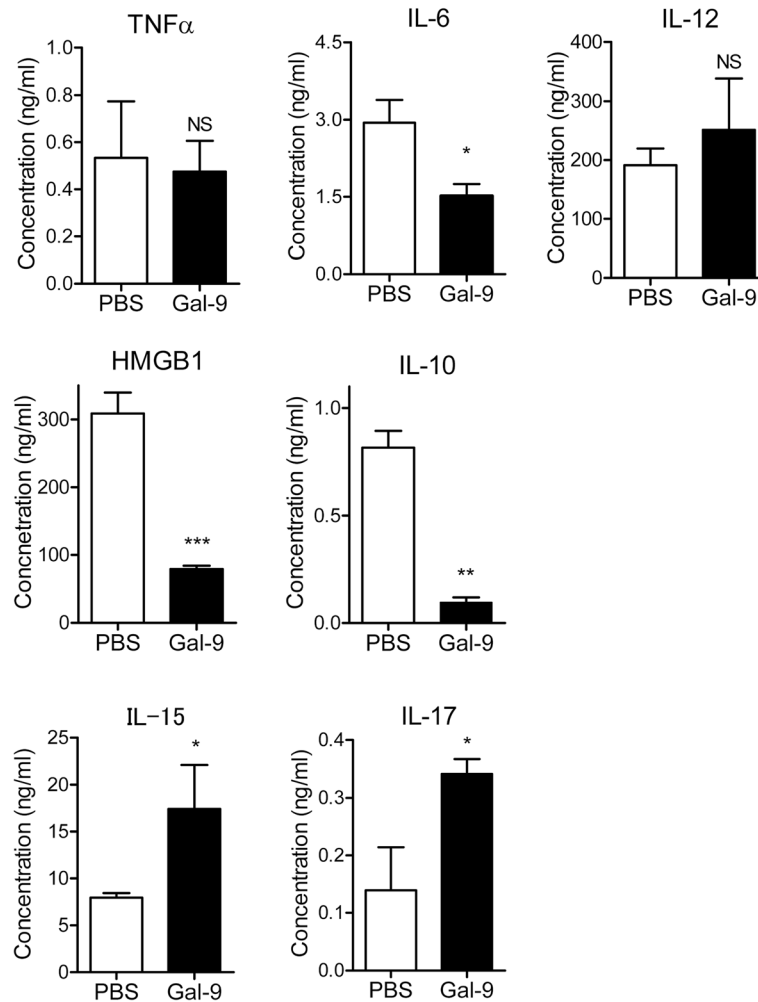 TNFα
Concentration (ng/ml)
1.0
0.8
0.6
0.4
0.2
0.0
NS
PBS Gal-9
IL-6
Concentration (ng/ml)
4.5
3.0
1.5
0.0
*
PBS Gal-9
IL-12
Concentration (ng/ml)
400
300
200
100
0
NS
PBS Gal-9
HMGB1
Concnetration (ng/ml)
300
200
100
0
***
PBS Gal-9
IL-10
Concentration (ng/ml)
1.0
0.5
0.0
**
PBS Gal-9
IL-15
Concentration (ng/ml)
25
20
15
10
5
0
*
PBS Gal-9
IL-17
Concentration (ng/ml)
0.4
0.3
0.2
0.1
0.0
*
PBS Gal-9